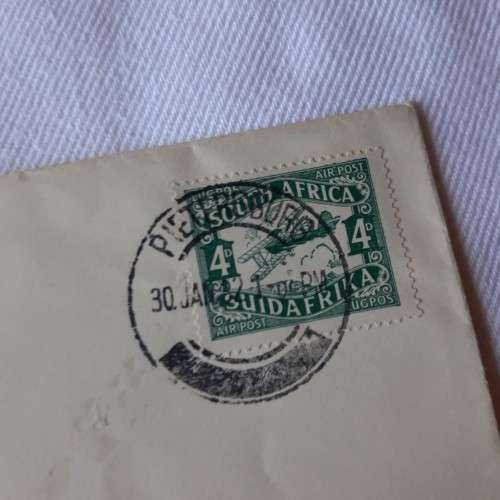 LUGPOS AIR POST
SOUTH AFRICA
4D 4D
SUIDAFRIKA
AIR POST LUGPOS
PIETERSBURG
30.JAN PM